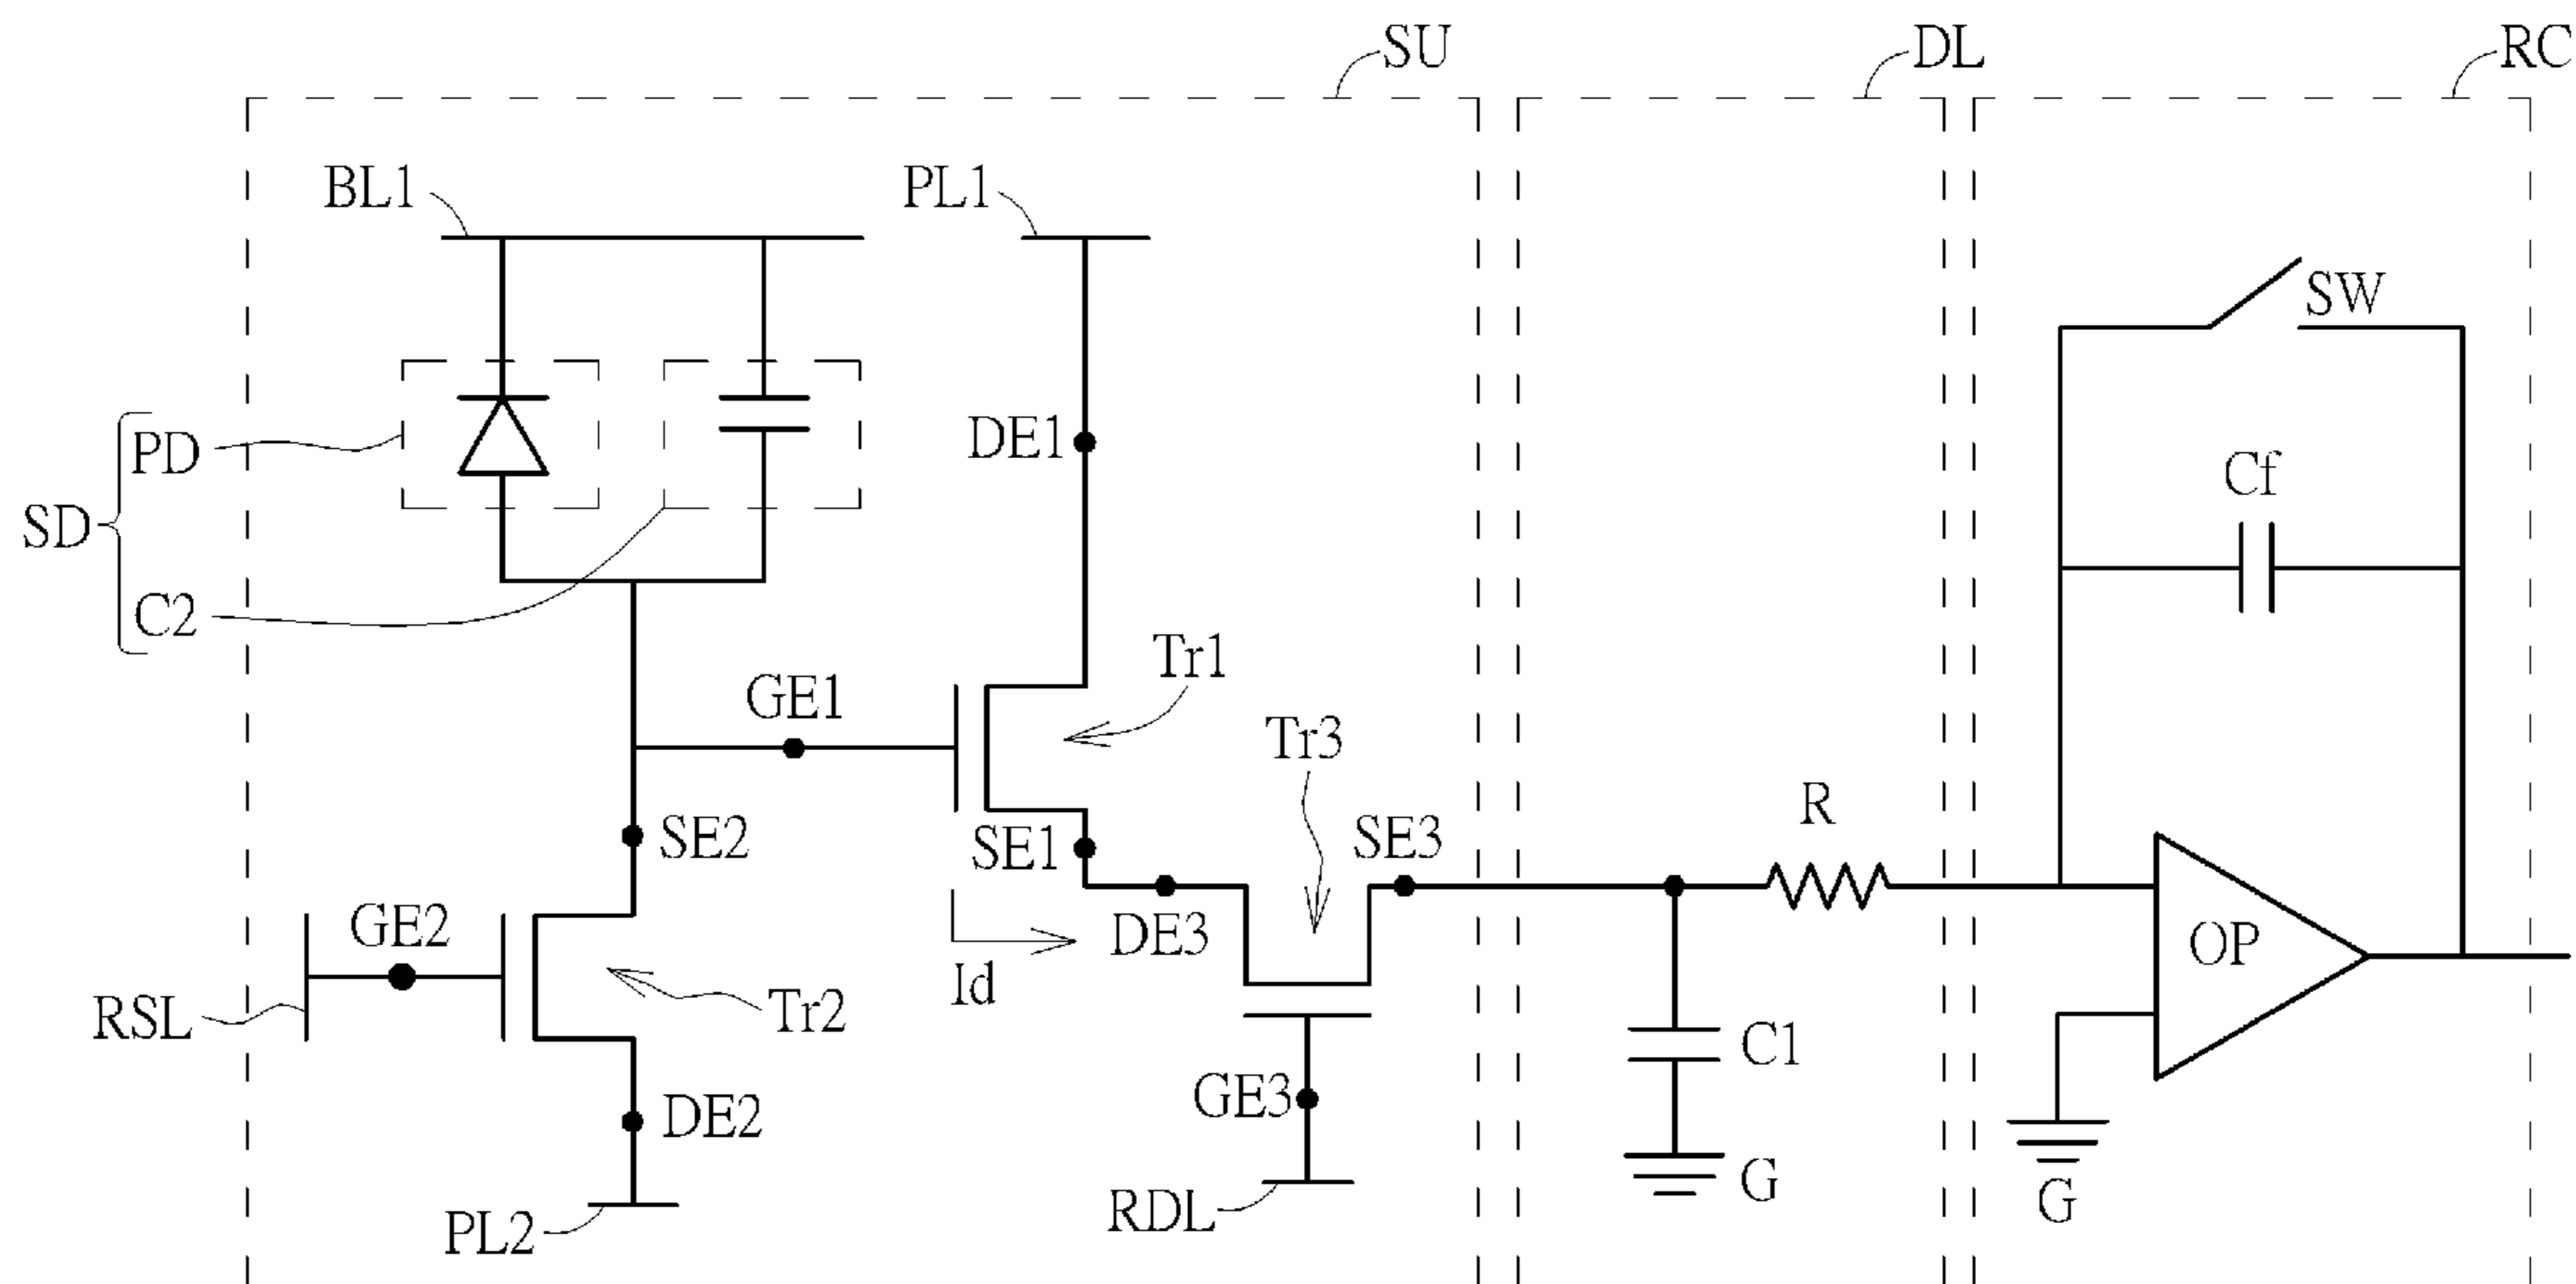 SU
DL
RC
BL1
PL1
SW
PD
DE1
Cf
SD
C2
Tr1
GE1
Tr3
R
SE2
SE1
SE3
GE2
DE3
OP
Id
RSL
Tr2
C1
GE3
DE2
G
G
RDL
PL2